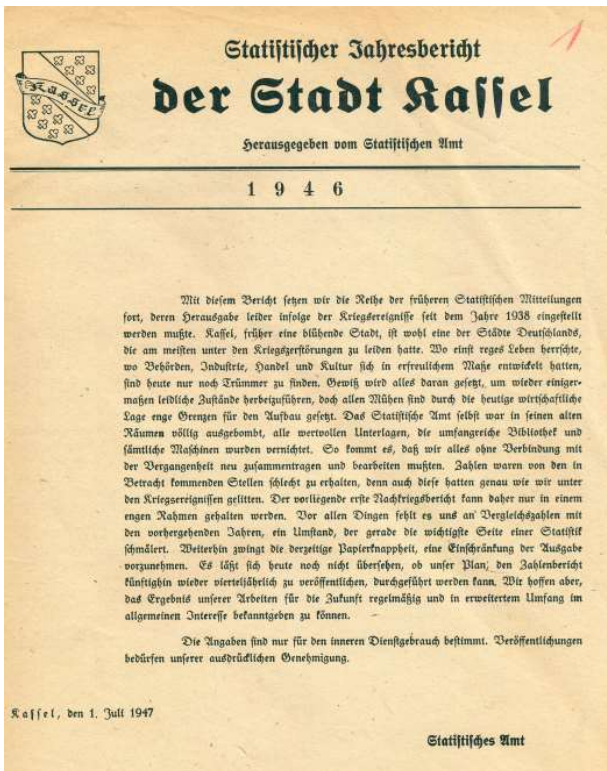 1
Statistischer Jahresbericht
der Stadt Kassel
Kassel
Herausgegeben vom Statistischen Amt
1 9 4 6
Mit diesem Bericht setzen wir die Reihe der früheren Statistischen Mitteilungen
fort, deren Herausgabe leider infolge der Kriegsereignisse seit dem Jahre 1938 eingestellt
werden mußte. Kassel, früher eine blühende Stadt, ist wohl eine der Städte Deutschlands,
die am meisten unter den Kriegszerstörungen zu leiden hatte. Wo einst reges Leben herrschte,
wo Behörden, Industrie, Handel und Kultur sich in erfreulichem Maße entwickelt hatten,
sind heute nur noch Trümmer zu finden. Gewiß wird alles daran gesetzt, um wieder einiger-
maßen leidliche Zustände herbeizuführen, doch allen Mühen sind durch die heutige wirtschaftliche
Lage enge Grenzen für den Aufbau gesetzt. Das Statistische Amt selbst war in seinen alten
Räumen völlig ausgebombt, alle wertvollen Unterlagen, die umfangreiche Bibliothek und
sämtliche Maschinen wurden vernichtet. So kommt es, daß wir alles ohne Verbindung mit
der Vergangenheit neu zusammentragen und bearbeiten mußten. Zahlen waren von den in
Betracht kommenden Stellen schlecht zu erhalten, denn auch diese hatten genau wie wir unter
den Kriegsereignissen gelitten. Der vorliegende erste Nachkriegsbericht kann daher nur in einem
engen Rahmen gehalten werden. Vor allen Dingen fehlt es uns an Vergleichszahlen mit
den vorhergehenden Jahren, ein Umstand, der gerade die wichtigste Seite einer Statistik
schmälert. Weiterhin zwingt die derzeitige Papierknappheit, eine Einschränkung der Ausgabe
vorzunehmen. Es läßt sich heute noch nicht übersehen, ob unser Plan, den Zahlenbericht
künftighin wieder vierteljährlich zu veröffentlichen, durchgeführt werden kann. Wir hoffen aber,
das Ergebnis unserer Arbeiten für die Zukunft regelmäßig und in erweitertem Umfang im
allgemeinen Interesse bekanntgeben zu können.
Die Angaben sind nur für den inneren Dienstgebrauch bestimmt. Veröffentlichungen
bedürfen unserer ausdrücklichen Genehmigung.
Kassel, den 1. Juli 1947
Statistisches Amt